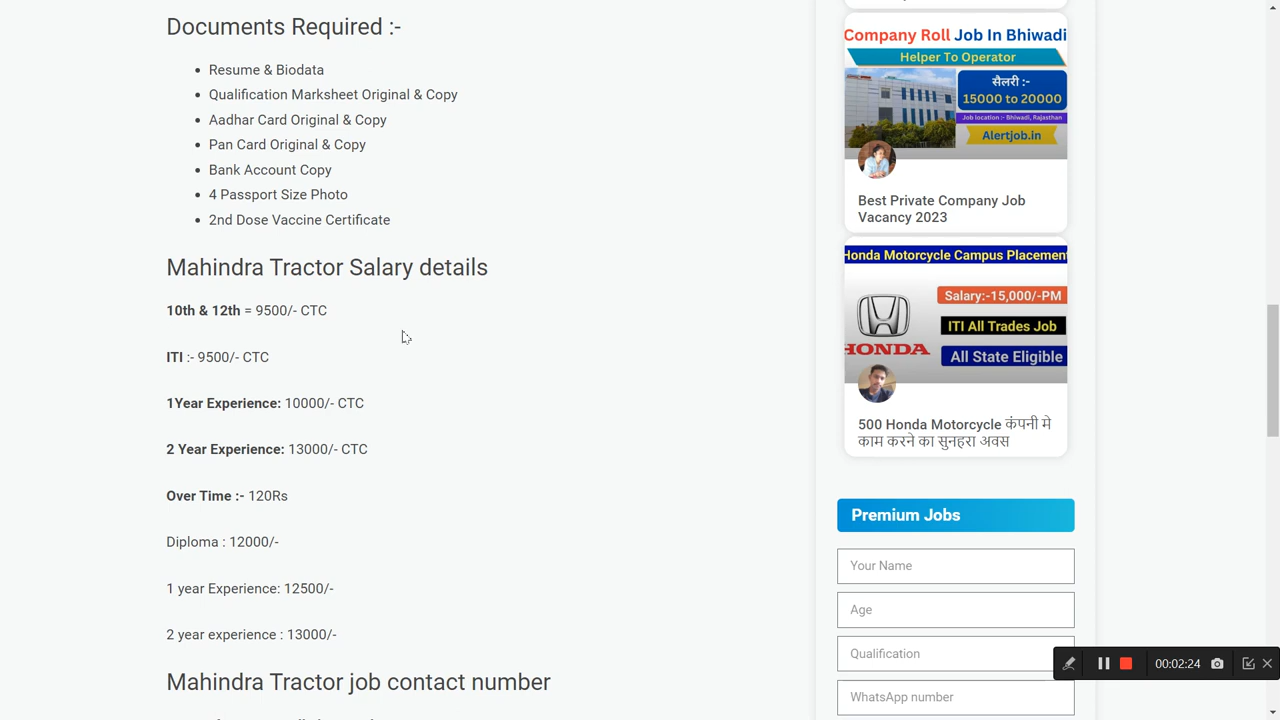 Documents Required :-
Resume & Biodata
Qualification Marksheet Original & Copy
Aadhar Card Original & Copy
Pan Card Original & Copy
Bank Account Copy
4 Passport Size Photo
2nd Dose Vaccine Certificate
Mahindra Tractor Salary details
10th & 12th = 9500/- CTC
ITI :- 9500/- CTC
1Year Experience: 10000/- CTC
2 Year Experience: 13000/- CTC
Over Time :- 120Rs
Diploma : 12000/-
1 year Experience: 12500/-
2 year experience : 13000/-
Mahindra Tractor job contact number
Company Roll Job In Bhiwadi
Helper To Operator
सैलरी :-
15000 to 20000
Job location :- Bhiwadi, Rajasthan
Alertjob.in
Best Private Company Job
Vacancy 2023
Honda Motorcycle Campus Placement
Salary:-15,000/-PM
ITI All Trades Job
HONDA
All State Eligible
500 Honda Motorcycle कंपनी मे
काम करने का सुनहरा अवस
Premium Jobs
Your Name
Age
Qualification
WhatsApp number
00:02:24